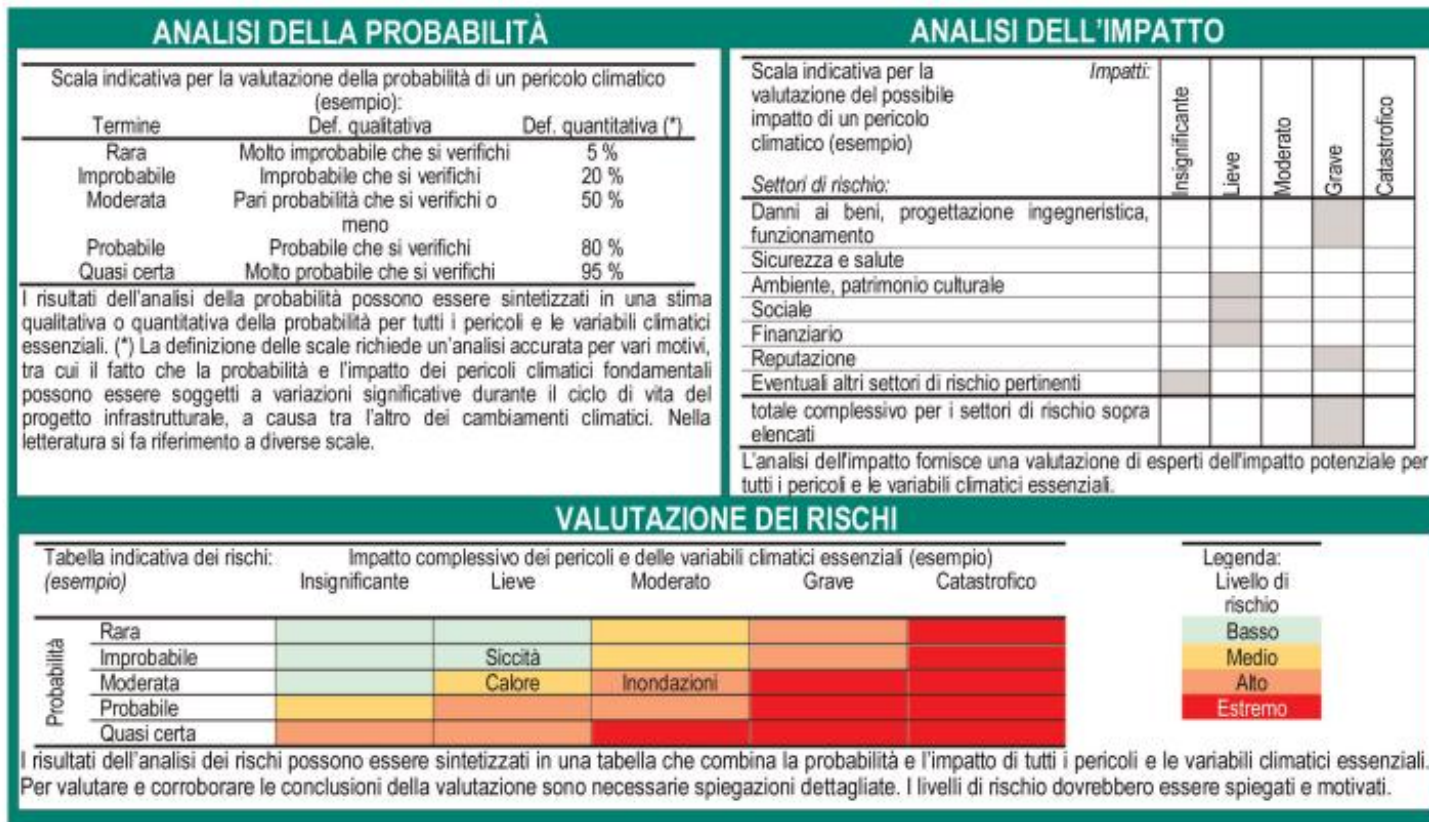 ANALISI DELLA PROBABILITÀ
Scala indicativa per la valutazione della probabilità di un pericolo climatico
(esempio):
Termine Def. qualitativa Def. quantitativa (*)
Rara Molto improbabile che si verifichi 5 %
Improbabile Improbabile che si verifichi 20 %
Moderata Pari probabilità che si verifichi o 50 %
meno
Probabile Probabile che si verifichi 80 %
Quasi certa Molto probabile che si verifichi 95 %
I risultati dell'analisi della probabilità possono essere sintetizzati in una stima
qualitativa o quantitativa della probabilità per tutti i pericoli e le variabili climatici
essenziali. (*) La definizione delle scale richiede un'analisi accurata per vari motivi,
tra cui il fatto che la probabilità e l'impatto dei pericoli climatici fondamentali
possono essere soggetti a variazioni significative durante il ciclo di vita del
progetto infrastrutturale, a causa tra l'altro dei cambiamenti climatici. Nella
letteratura si fa riferimento a diverse scale.
ANALISI DELL'IMPATTO
Scala indicativa per la Impatti:
valutazione del possibile
impatto di un pericolo
climatico (esempio)
Settori di rischio:
Insignificante
Lieve
Moderato
Grave
Catastrofico
Danni ai beni, progettazione ingegneristica,
funzionamento
Sicurezza e salute
Ambiente, patrimonio culturale
Sociale
Finanziario
Reputazione
Eventuali altri settori di rischio pertinenti
totale complessivo per i settori di rischio sopra
elencati
L'analisi dell'impatto fornisce una valutazione di esperti dell'impatto potenziale per
tutti i pericoli e le variabili climatici essenziali.
VALUTAZIONE DEI RISCHI
Tabella indicativa dei rischi: Impatto complessivo dei pericoli e delle variabili climatici essenziali (esempio)
(esempio) Insignificante Lieve Moderato Grave Catastrofico
Probabilità
Rara
Improbabile Siccità
Moderata Calore Inondazioni
Probabile
Quasi certa
Legenda:
Livello di
rischio
Basso
Medio
Alto
Estremo
I risultati dell'analisi dei rischi possono essere sintetizzati in una tabella che combina la probabilità e l'impatto di tutti i pericoli e le variabili climatici essenziali.
Per valutare e corroborare le conclusioni della valutazione sono necessarie spiegazioni dettagliate. I livelli di rischio dovrebbero essere spiegati e motivati.